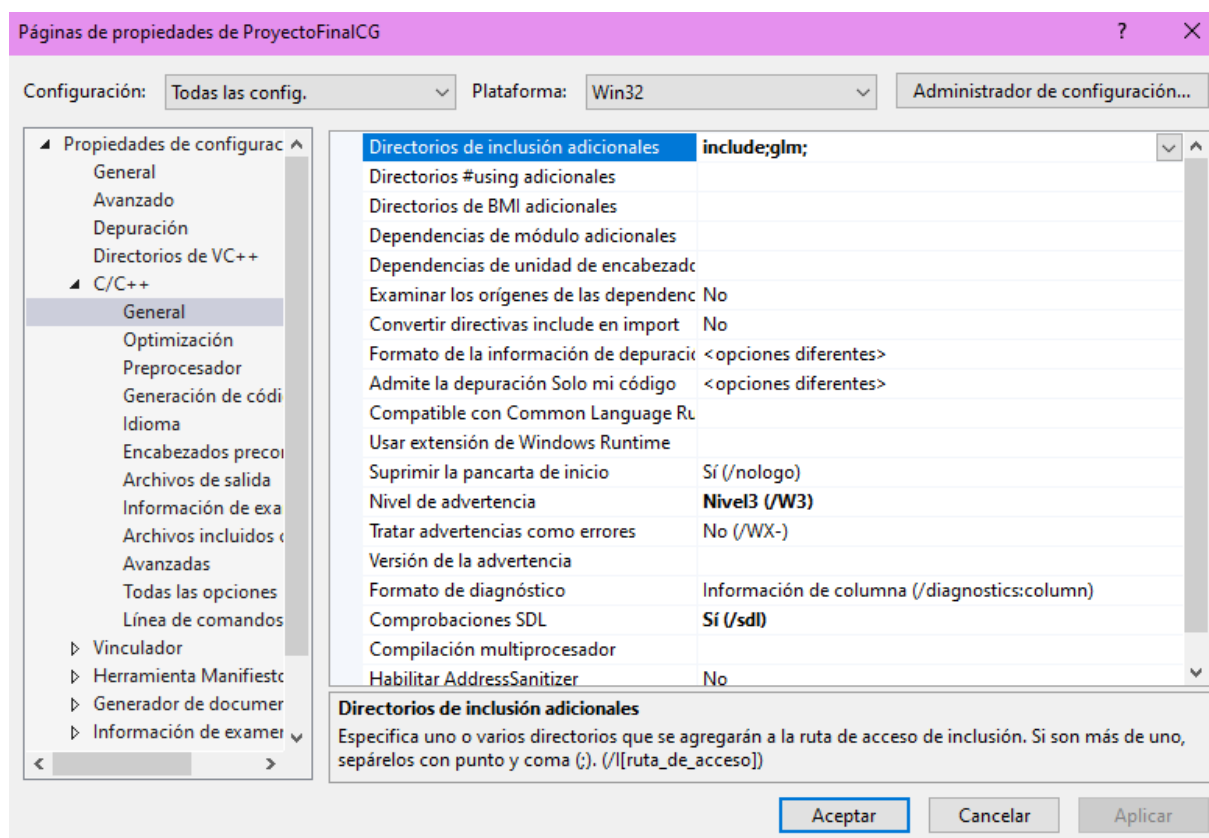 Páginas de propiedades de ProyectoFinalCG ?
Configuración: Todas las config. Plataforma: Win32 Administrador de configuración...
Propiedades de configurac
General
Avanzado
Depuración
Directorios de VC++
C/C++
General
Optimización
Preprocesador
Generación de códi
Idioma
Encabezados precor
Archivos de salida
Información de exa
Archivos incluidos
Avanzadas
Todas las opciones
Línea de comandos
Vinculador
Herramienta Manifiestc
Generador de documer
Información de examer
Directorios de inclusión adicionales include;glm;
Directorios #using adicionales
Directorios de BMI adicionales
Dependencias de módulo adicionales
Dependencias de unidad de encabezadc
Examinar los orígenes de las dependenc No
Convertir directivas include en import No
Formato de la información de depuracic <opciones diferentes>
Admite la depuración Solo mi código <opciones diferentes>
Compatible con Common Language Ru
Usar extensión de Windows Runtime
Suprimir la pancarta de inicio Sí (/nologo)
Nivel de advertencia Nivel3 (/W3)
Tratar advertencias como errores No (/WX-)
Versión de la advertencia
Formato de diagnóstico Información de columna (/diagnostics:column)
Comprobaciones SDL Sí (/sdl)
Compilación multiprocesador
Habilitar AddressSanitizer No
Directorios de inclusión adicionales
Especifica uno o varios directorios que se agregarán a la ruta de acceso de inclusión. Si son más de uno,
sepárelos con punto y coma (;). (/I[ruta_de_acceso])
Aceptar Cancelar Aplicar